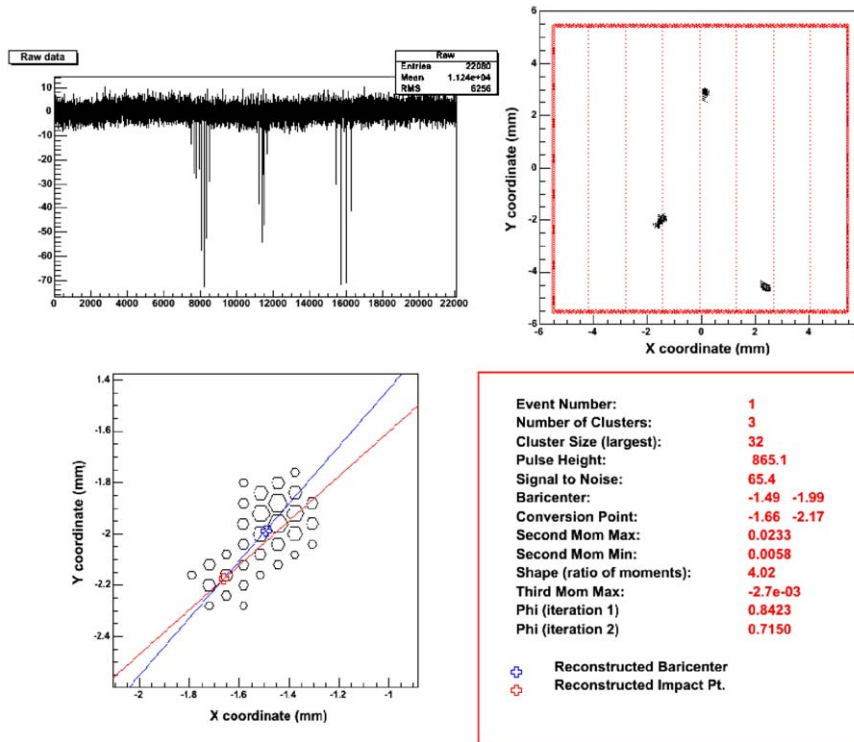 Raw data
Raw
Entries 22080
Mean 1.124e+04
RMS 6256
10
0
-10
-20
-30
-40
-50
-60
-70
0 2000 4000 6000 8000 10000 12000 14000 16000 18000 20000 22000
6
4
2
0
-2
-4
-6
Y coordinate (mm)
-6 -4 -2 0 2 4 6
X coordinate (mm)
1.4
-1.6
-1.8
-2
-2.2
-2.4
Y coordinate (mm)
-2 -1.8 -1.6 -1.4 -1.2 -1
X coordinate (mm)
Event Number: 1
Number of Clusters: 3
Cluster Size (largest): 32
Pulse Height: 865.1
Signal to Noise: 65.4
Baricenter: -1.49 -1.99
Conversion Point: -1.66 -2.17
Second Mom Max: 0.0233
Second Mom Min: 0.0058
Shape (ratio of moments): 4.02
Third Mom Max: -2.7e-03
Phi (iteration 1) 0.8423
Phi (iteration 2) 0.7150
Reconstructed Baricenter
Reconstructed Impact Pt.